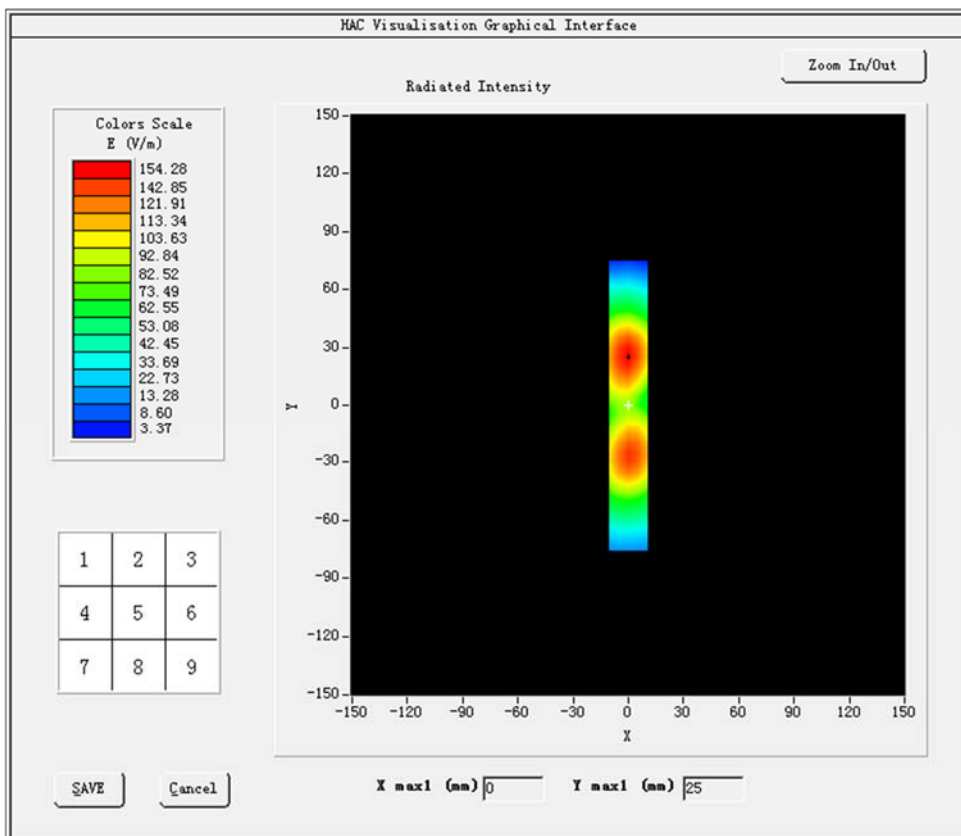 HAC Visualisation Graphical Interface
Zoom In/Out
Radiated Intensity
Colors Scale
E (V/m)
154.28
142.85
121.91
113.34
103.63
92.84
82.52
73.49
62.55
53.08
42.45
33.69
22.73
13.28
8.60
3.37
150
120
90
60
30
0
-30
-60
-90
-120
-150
Y
-150 -120 -90 -60 -30 0 30 60 90 120 150
X
1 2 3
4 5 6
7 8 9
SAVE Cancel
X max1 (mm) 0 Y max1 (mm) 25